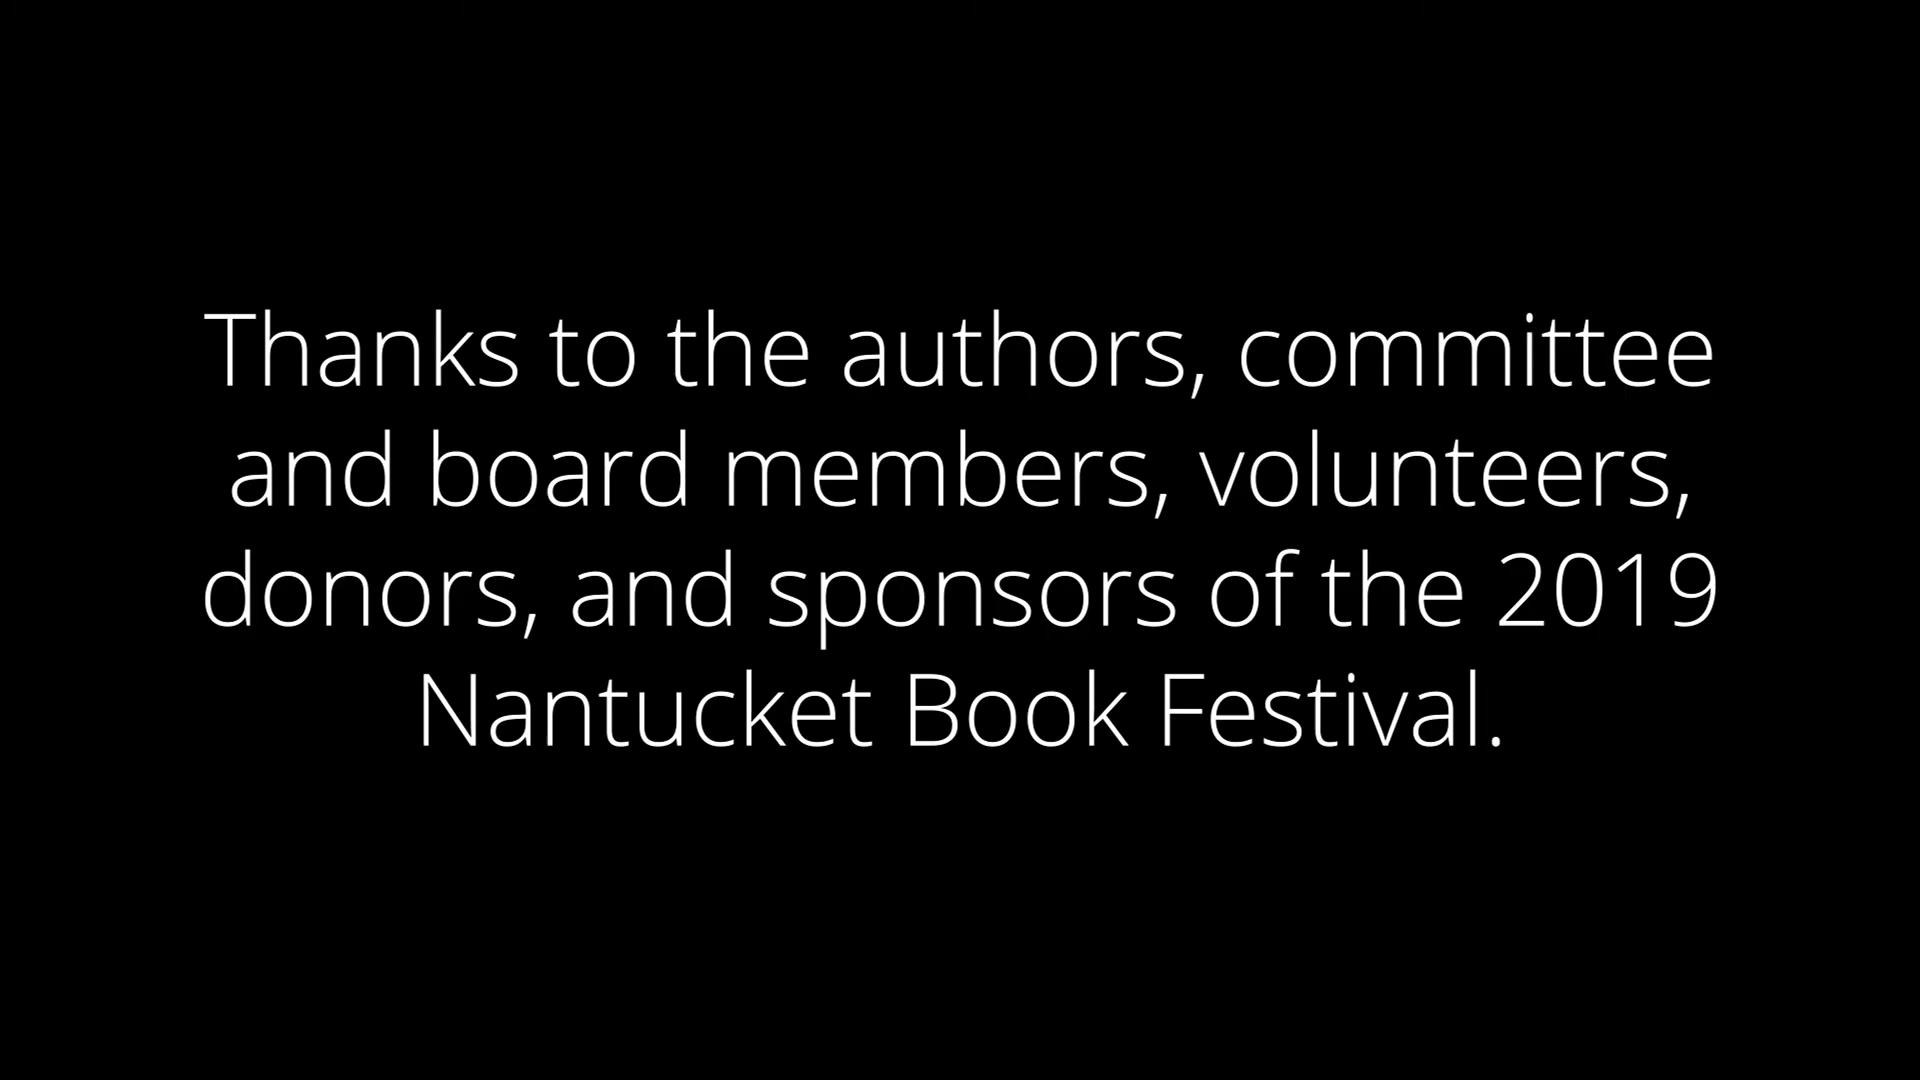 Thanks to the authors, committee
and board members, volunteers,
donors, and sponsors of the 2019
Nantucket Book Festival.